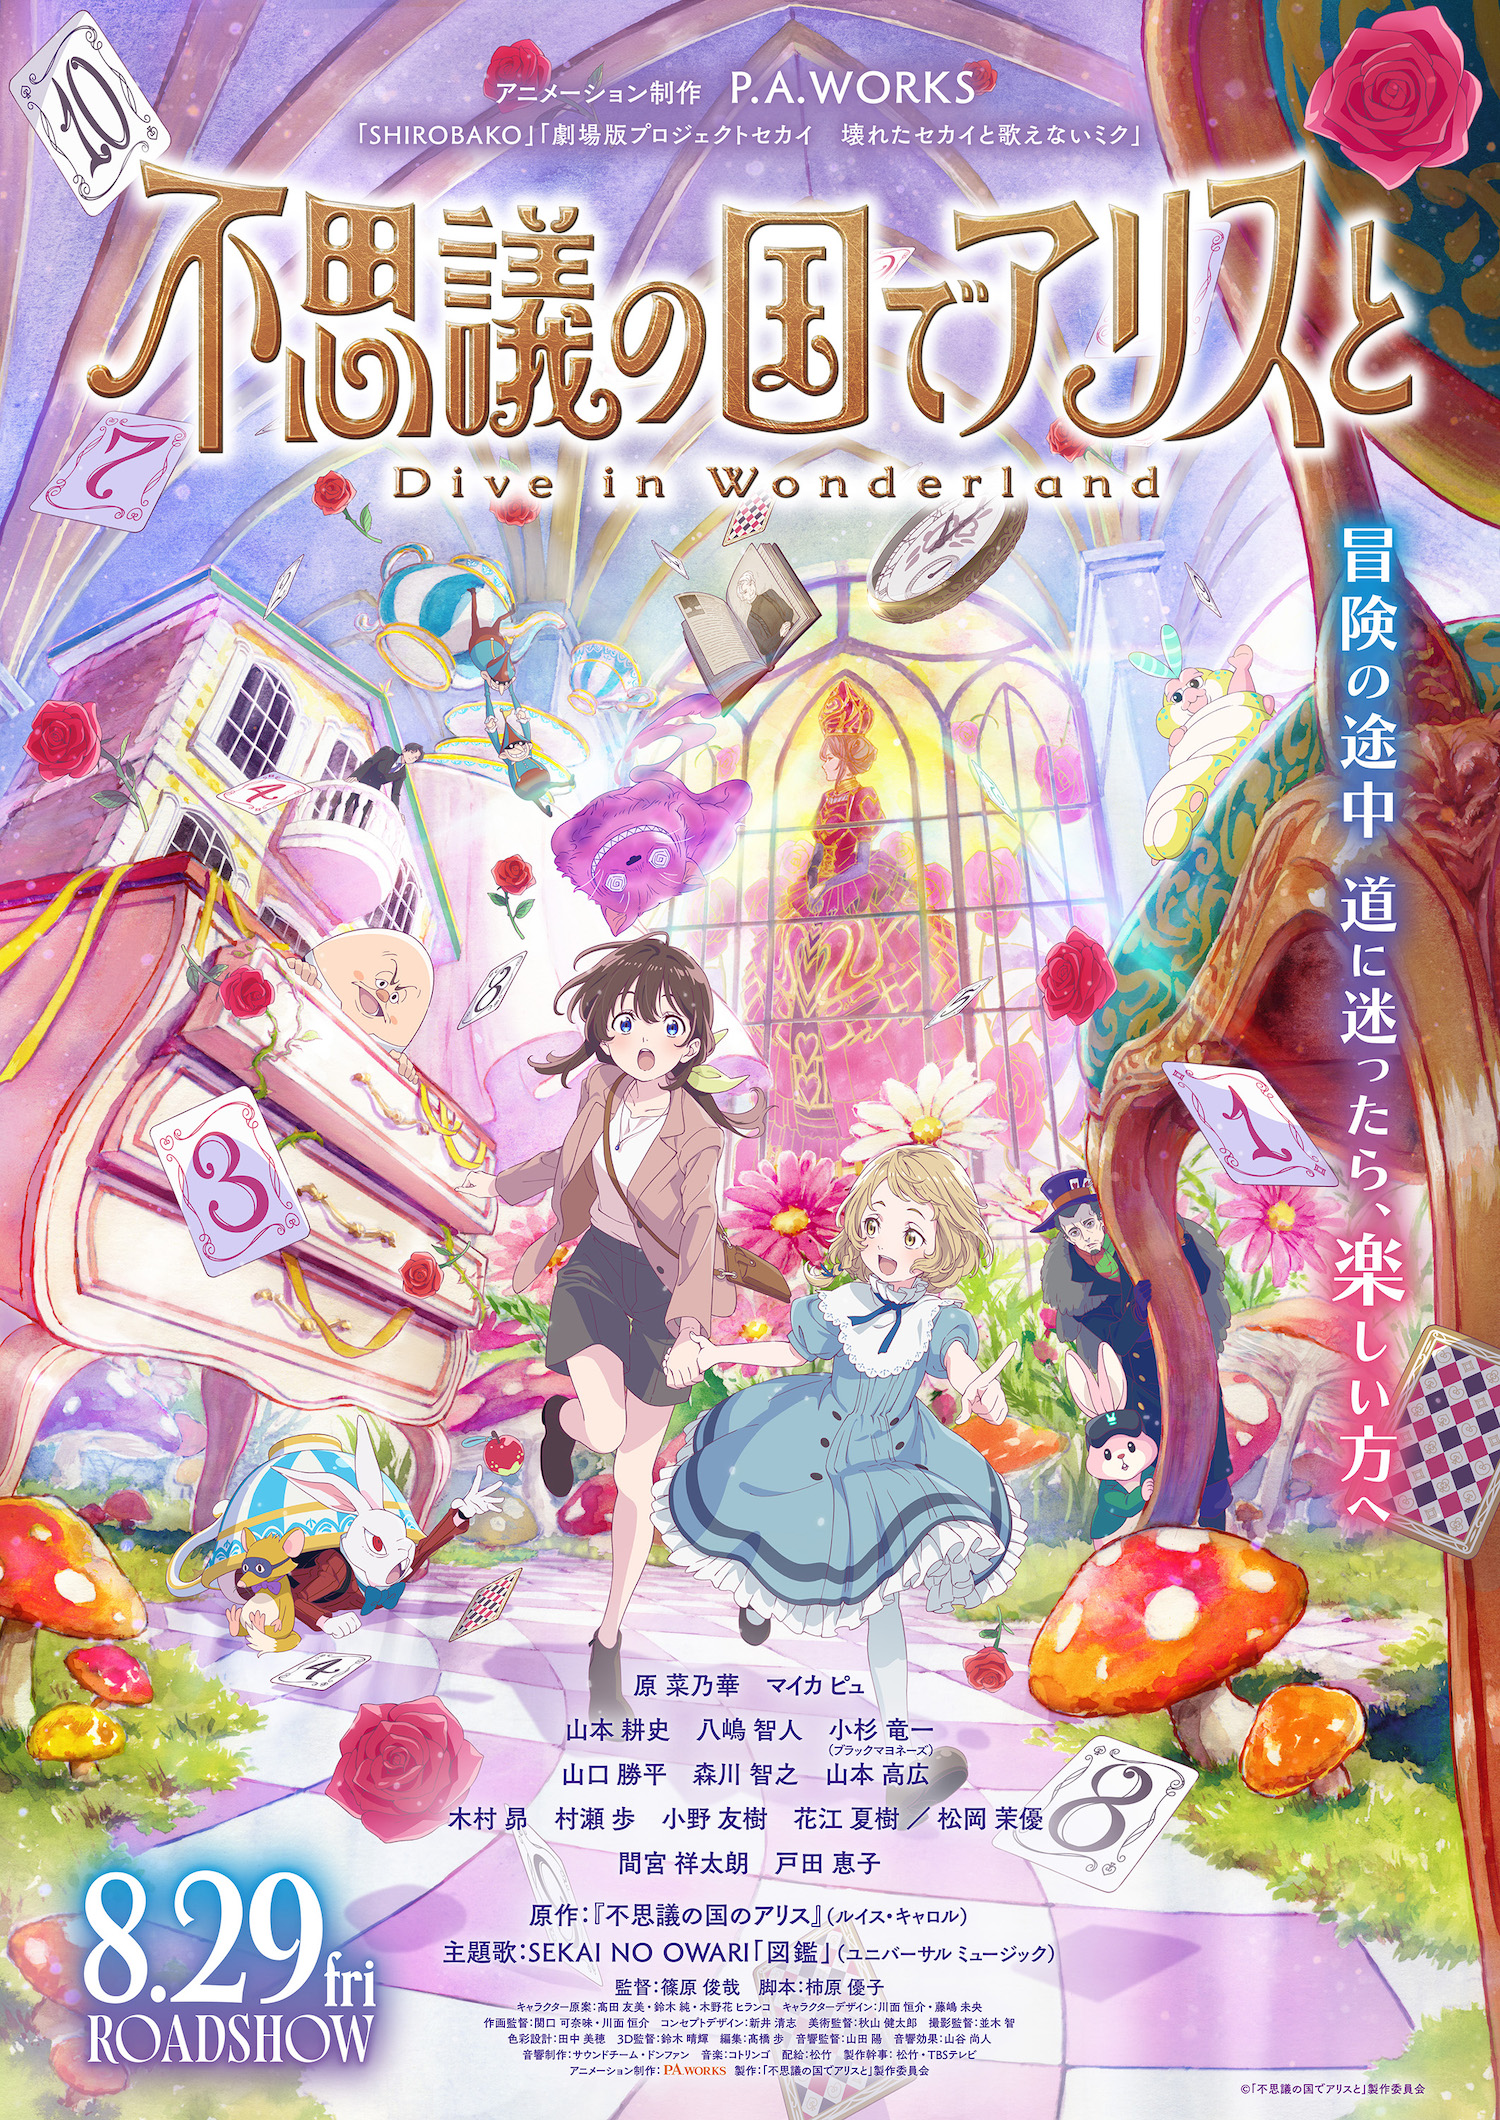 アニメーション制作 P.A.WORKS
「SHIROBAKO」「劇場版プロジェクトセカイ 壊れたセカイと歌えないミク」
不思議の国でアリスと
Dive in Wonderland
冒険の途中 道に迷ったら、楽しい方へ
10
7
4
8
5
3
1
4
8
原 菜乃華 マイカ ピュ
山本 耕史 八嶋 智人 小杉 竜一
(ブラックマヨネーズ)
山口 勝平 森川 智之 山本 高広
木村 昴 村瀬 歩 小野 友樹 花江 夏樹 / 松岡 茉優
間宮 祥太朗 戸田 恵子
原作:『不思議の国のアリス』(ルイス・キャロル)
主題歌:SEKAI NO OWARI「図鑑」(ユニバーサル ミュージック)
監督:篠原 俊哉 脚本:柿原 優子
キャラクター原案:髙田 友美・鈴木 純・木野花 ヒランコ キャラクターデザイン:川面 恒介・藤嶋 未央
作画監督:関口 可奈味・川面 恒介 コンセプトデザイン:新井 清志 美術監督:秋山 健太郎 撮影監督:並木 智
色彩設計:田中 美穂 3D監督:鈴木 晴輝 編集:髙橋 歩 音響監督:山田 陽 音響効果:山谷 尚人
音響制作:サウンドチーム・ドンファン 音楽:コトリンゴ 配給:松竹 製作幹事:松竹・TBSテレビ
アニメーション制作:P.A.WORKS 製作:「不思議の国でアリスと」製作委員会
8.29 fri
ROADSHOW
©「不思議の国でアリスと」製作委員会